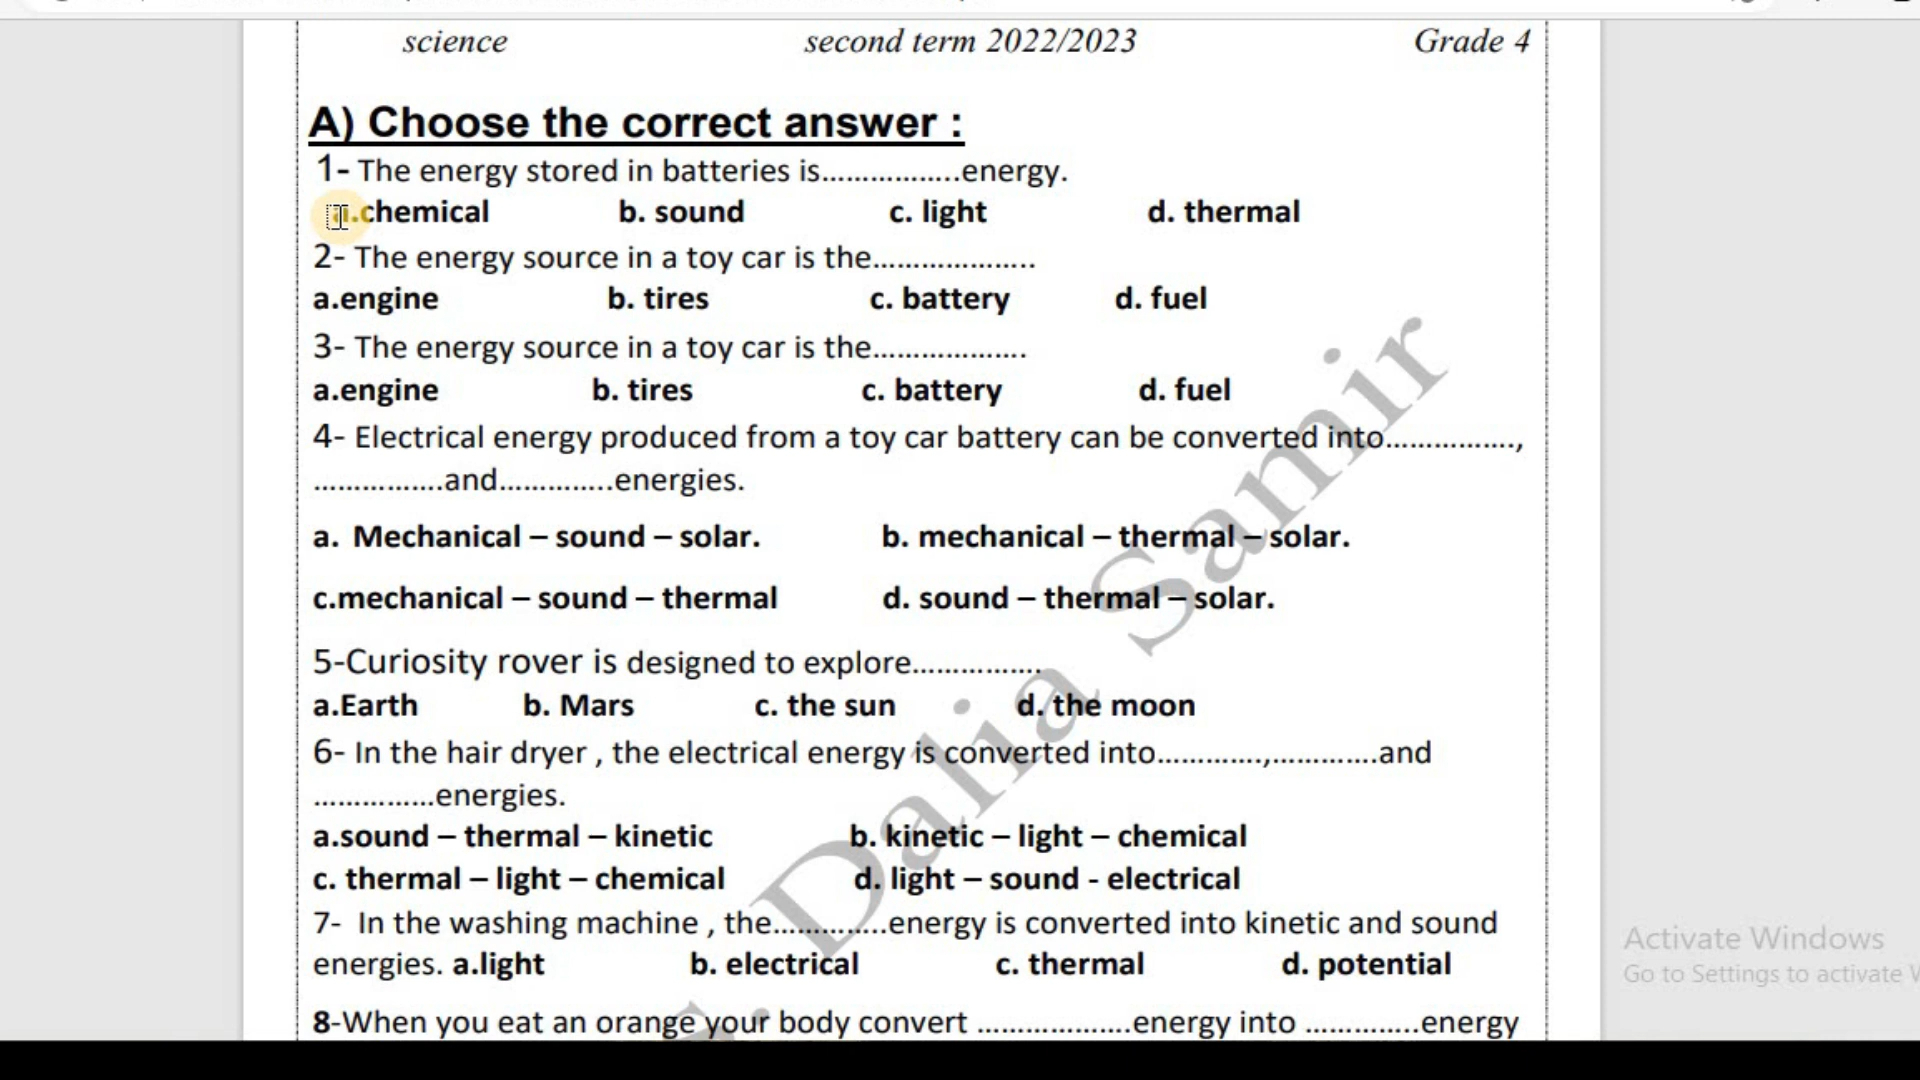 science second term 2022/2023 Grade 4
A) Choose the correct answer :
1- The energy stored in batteries is.................energy.
a.chemical b. sound c. light d. thermal
2- The energy source in a toy car is the....................
a.engine b. tires c. battery d. fuel
3- The energy source in a toy car is the...................
a.engine b. tires c. battery d. fuel
4- Electrical energy produced from a toy car battery can be converted into................,
................and..............energies.
a. Mechanical – sound – solar. b. mechanical – thermal – solar.
c.mechanical – sound – thermal d. sound – thermal – solar.
5-Curiosity rover is designed to explore................
a.Earth b. Mars c. the sun d. the moon
6- In the hair dryer , the electrical energy is converted into.............,.............and
...............energies.
a.sound – thermal – kinetic b. kinetic – light – chemical
c. thermal – light – chemical d. light – sound - electrical
7- In the washing machine , the..............energy is converted into kinetic and sound
energies. a.light b. electrical c. thermal d. potential
8-When you eat an orange your body convert ...................energy into ..............energy
Dalia Samir
Activate Windows
Go to Settings to activate